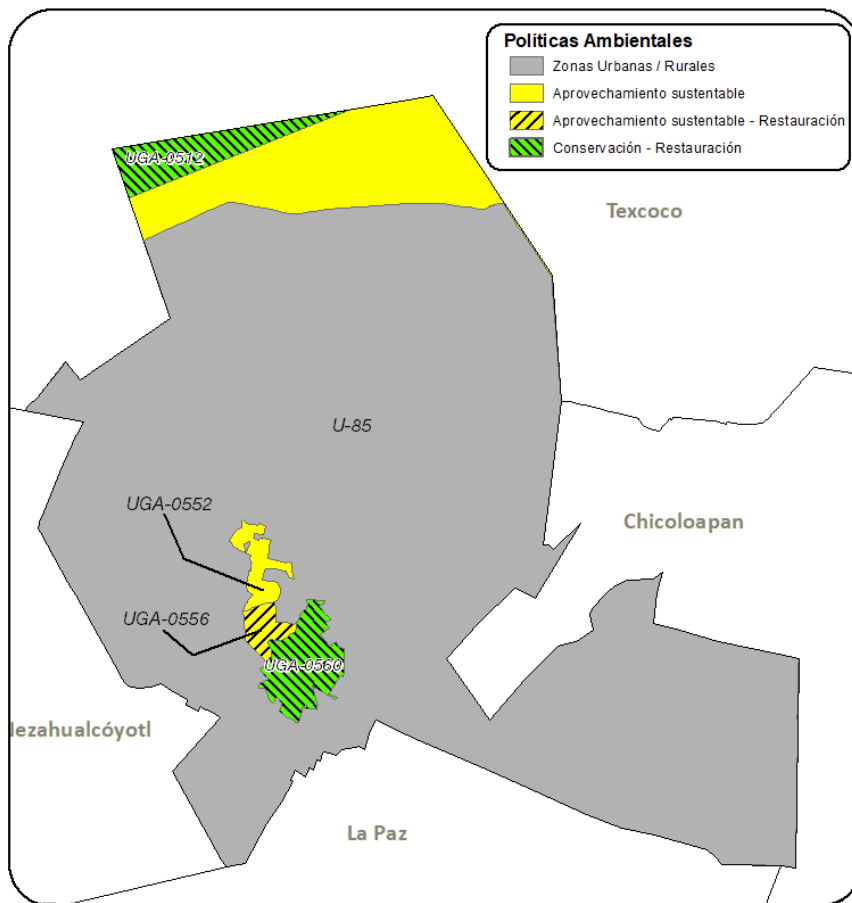 Políticas Ambientales
Zonas Urbanas / Rurales
Aprovechamiento sustentable
Aprovechamiento sustentable - Restauración
Conservación - Restauración
UGA-0512
Texcoco
U-85
UGA-0552
Chicoloapan
UGA-0556
UGA-0560
lezahualcóyotl
La Paz